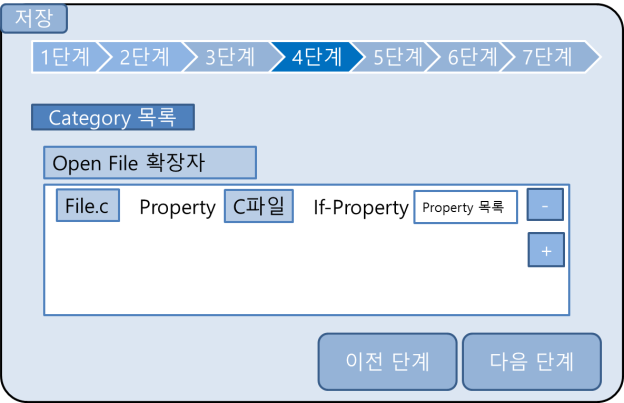 저장
1단계 2단계 3단계 4단계 5단계 6단계 7단계
Category 목록
Open File 확장자
File.c Property C파일 If-Property Property 목록 -
+
이전 단계 다음 단계